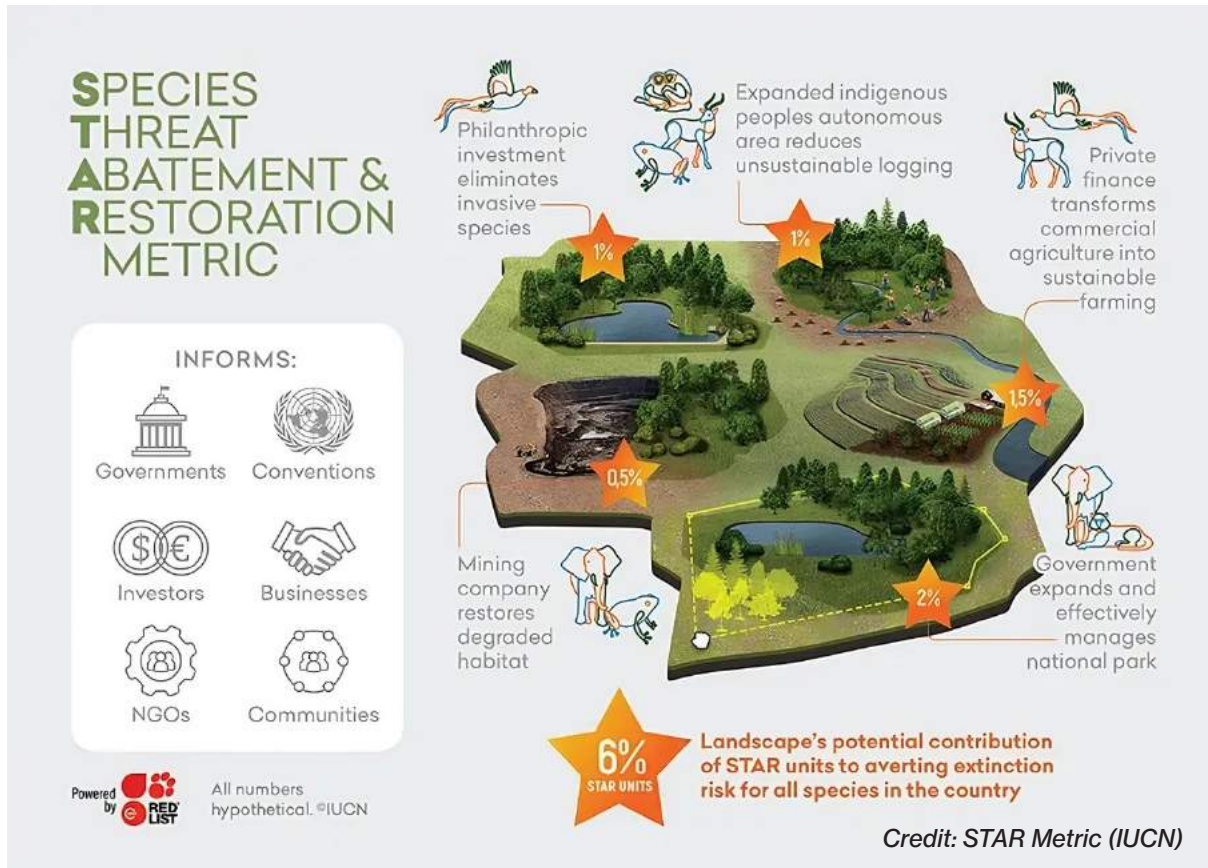 SPECIES
THREAT
ABATEMENT &
RESTORATION
METRIC
INFORMS:
Governments
Conventions
Investors
Businesses
NGOs
Communities
Powered
by
RED
LIST
All numbers
hypothetical. ©IUCN
Philanthropic
investment
eliminates
invasive
species
1%
Expanded indigenous
peoples autonomous
area reduces
unsustainable logging
1%
Private
finance
transforms
commercial
agriculture into
sustainable
farming
1,5%
Mining
company
restores
degraded
habitat
0,5%
Government
expands and
effectively
manages
national park
2%
6%
STAR UNITS
Landscape's potential contribution
of STAR units to averting extinction
risk for all species in the country
Credit: STAR Metric (IUCN)